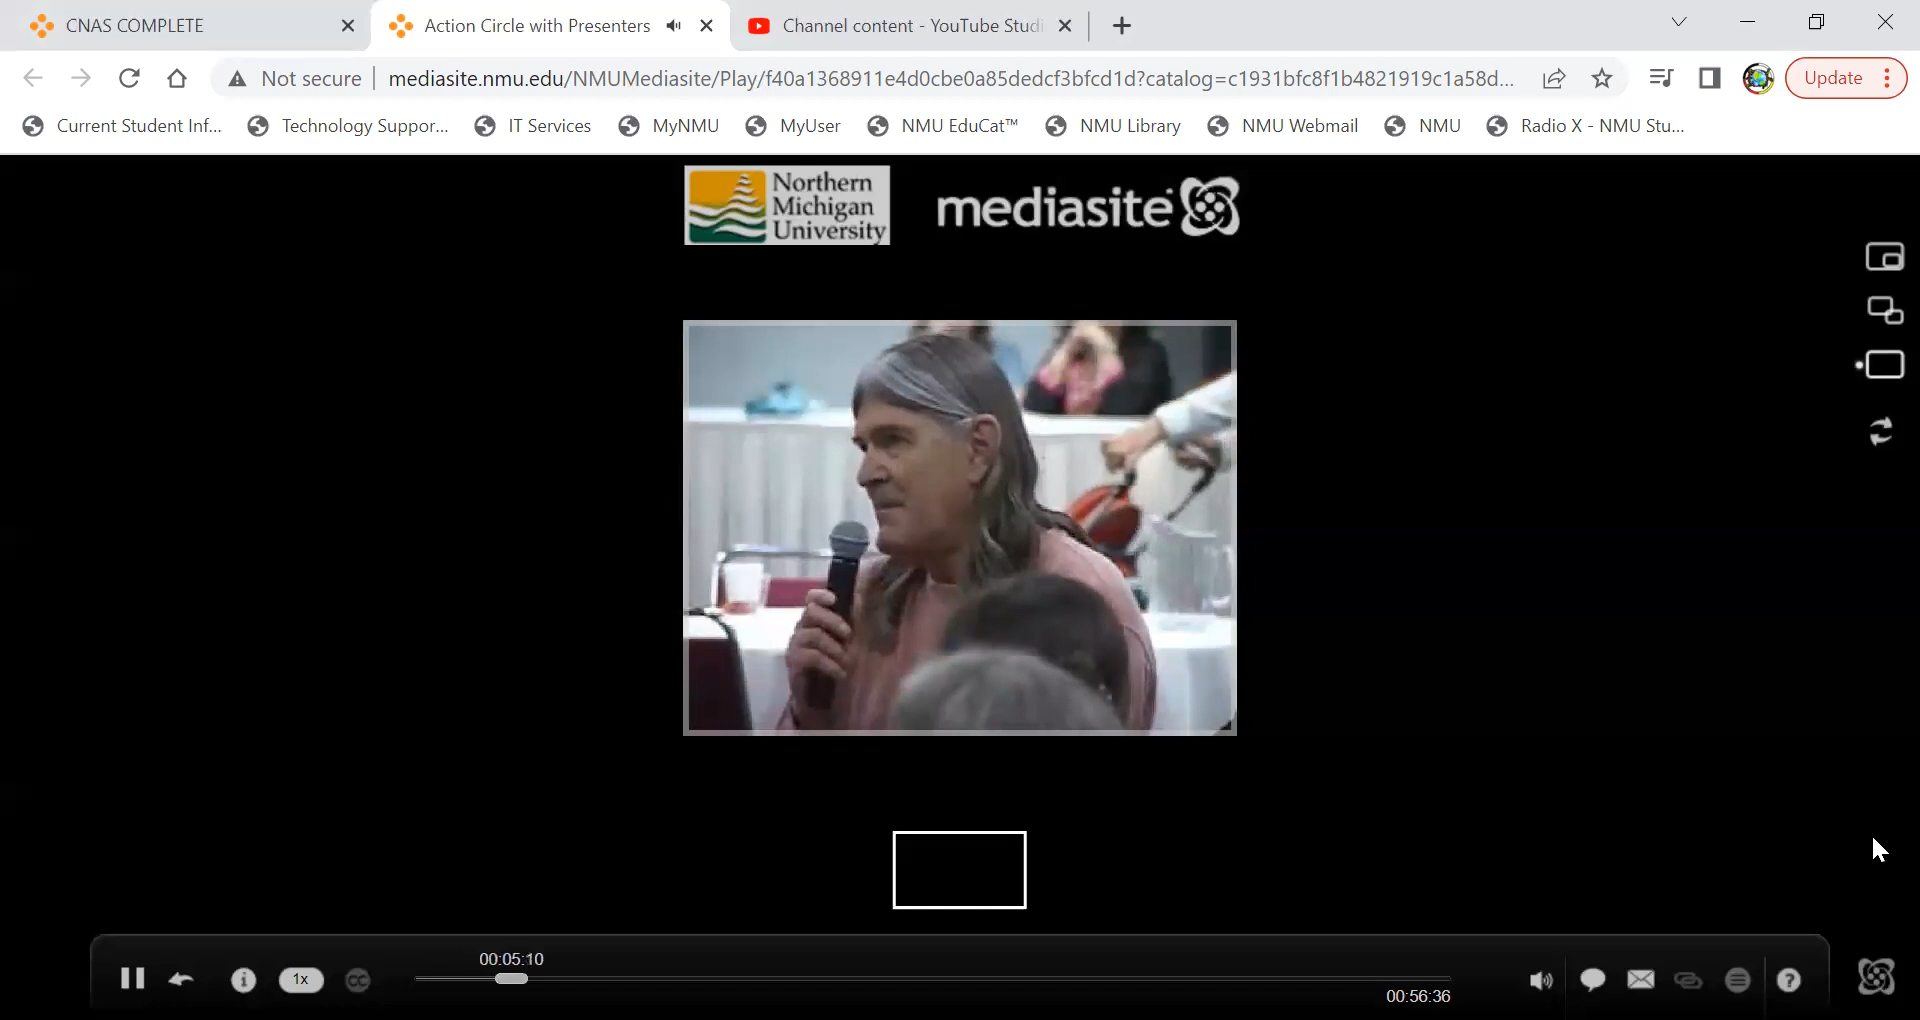 CNAS COMPLETE
Action Circle with Presenters
Channel content - YouTube Studi
Not secure
mediasite.nmu.edu/NMUMediasite/Play/f40a1368911e4d0cbe0a85dedcf3bfcd1d?catalog=c1931bfc8f1b4821919c1a58d...
Update
Current Student Inf...
Technology Suppor...
IT Services
MyNMU
MyUser
NMU EduCat™
NMU Library
NMU Webmail
NMU
Radio X - NMU Stu...
Northern
Michigan
University
mediasite
00:05:10
1x
CC
00:56:36